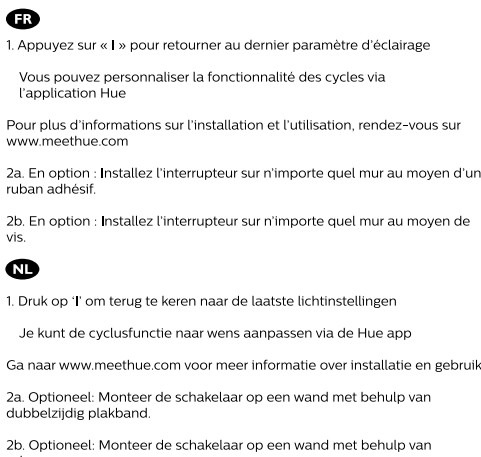 FR
1. Appuyez sur « I » pour retourner au dernier paramètre d'éclairage
Vous pouvez personnaliser la fonctionnalité des cycles via
l'application Hue
Pour plus d'informations sur l'installation et l'utilisation, rendez-vous sur
www.meethue.com
2a. En option : Installez l'interrupteur sur n'importe quel mur au moyen d'un
ruban adhésif.
2b. En option : Installez l'interrupteur sur n'importe quel mur au moyen de
vis.
NL
1. Druk op 'I' om terug te keren naar de laatste lichtinstellingen
Je kunt de cyclusfunctie naar wens aanpassen via de Hue app
Ga naar www.meethue.com voor meer informatie over installatie en gebruik
2a. Optioneel: Monteer de schakelaar op een wand met behulp van
dubbelzijdig plakband.
2b. Optioneel: Monteer de schakelaar op een wand met behulp van